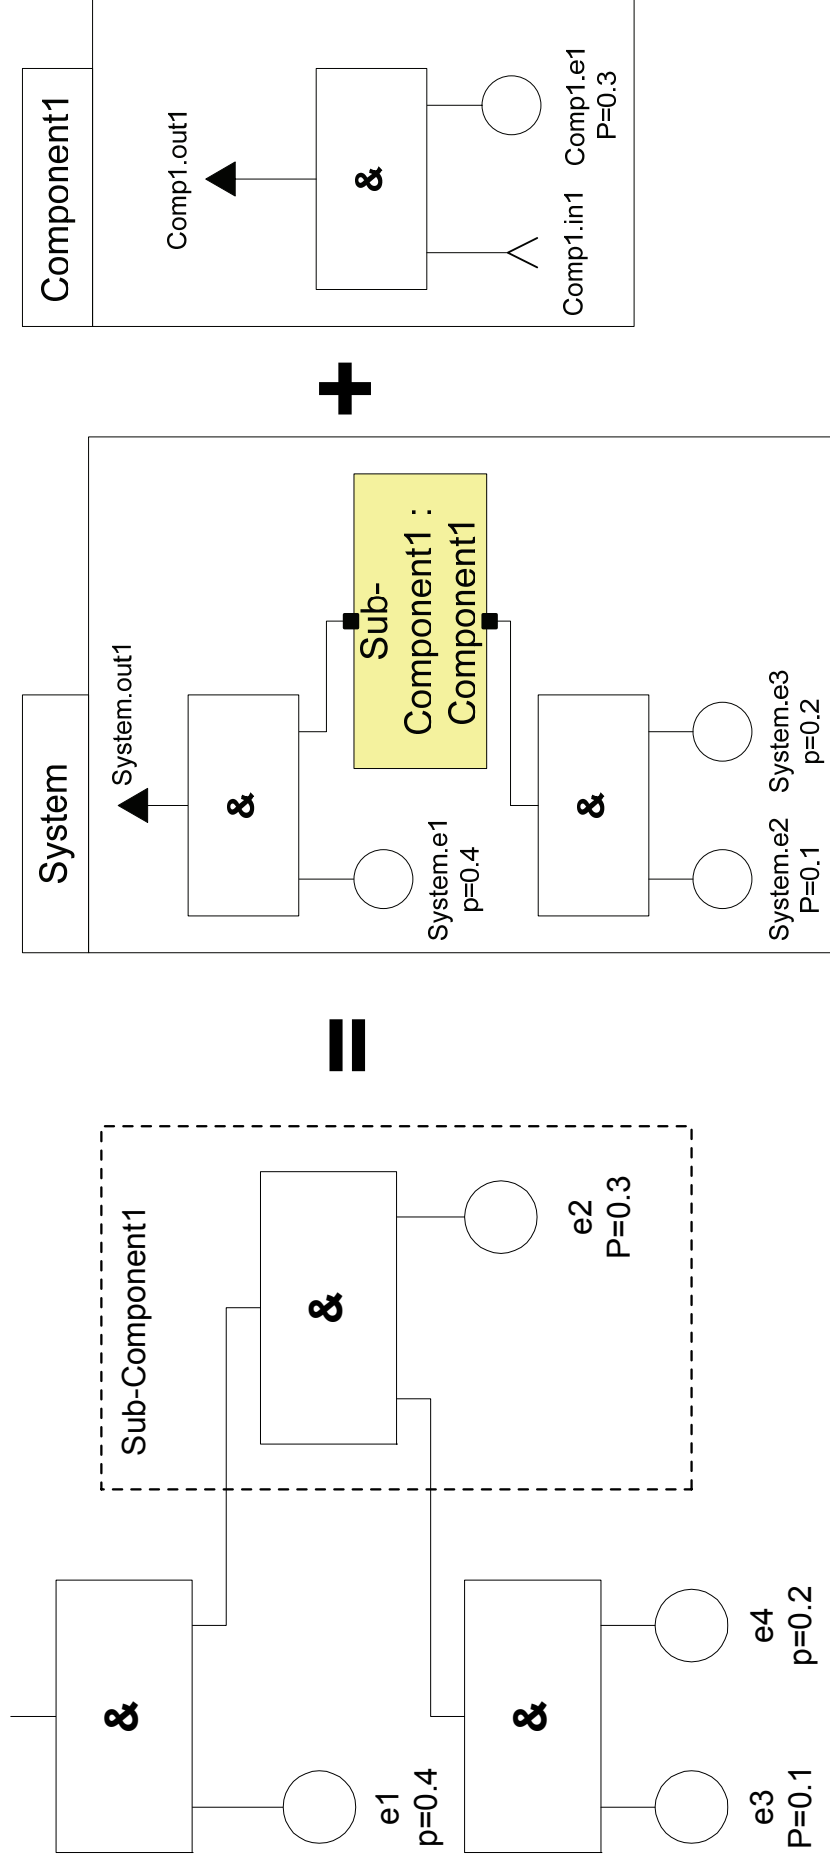 &
e1
p=0.4
&
e3
P=0.1
e4
p=0.2
Sub-Component1
&
e2
P=0.3
=
System
System.out1
&
System.e1
p=0.4
Sub-
Component1 :
Component1
&
System.e2
P=0.1
System.e3
p=0.2
+
Component1
Comp1.out1
&
Comp1.in1
Comp1.e1
P=0.3